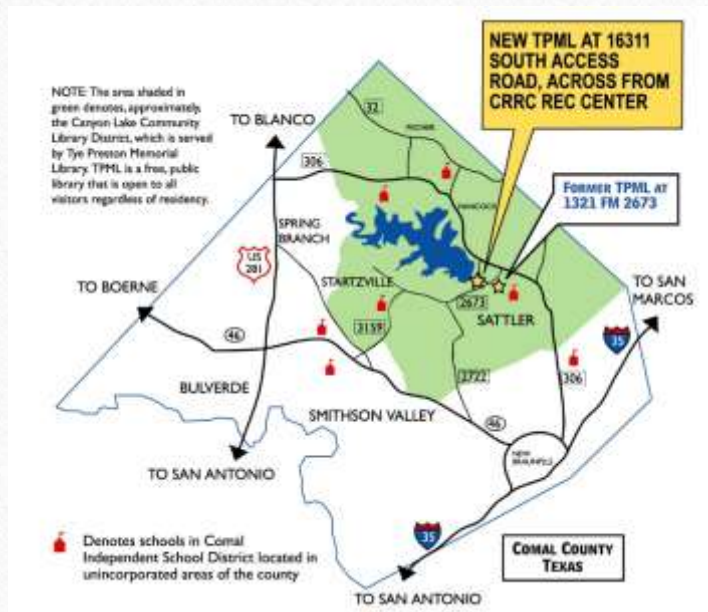 NEW TPML AT 16311
SOUTH ACCESS
ROAD, ACROSS FROM
CRRC REC CENTER
NOTE: The area shaded in
green denotes, approximately,
the Canyon Lake Community
Library District, which is served
by Tye Preston Memorial
Library. TPML is a free, public
library that is open to all
visitors regardless of residency.
TO BLANCO
32
306
FORMER TPML AT
1321 FM 2673
HANCOCK
SPRING
BRANCH
US
281
STARTZVILLE
TO BOERNE
TO SAN
MARCOS
2673
SATTLER
3159
35
46
2722
306
BULVERDE
SMITHSON VALLEY
46
NEW
BRAUNFELS
TO SAN ANTONIO
35
Denotes schools in Comal
Independent School District located in
unincorporated areas of the county
COMAL COUNTY
TEXAS
TO SAN ANTONIO